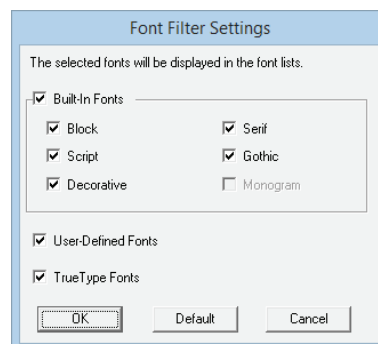 Font Filter Settings
The selected fonts will be displayed in the font lists.
Built-In Fonts
Block Serif
Script Gothic
Decorative Monogram
User-Defined Fonts
TrueType Fonts
OK Default Cancel